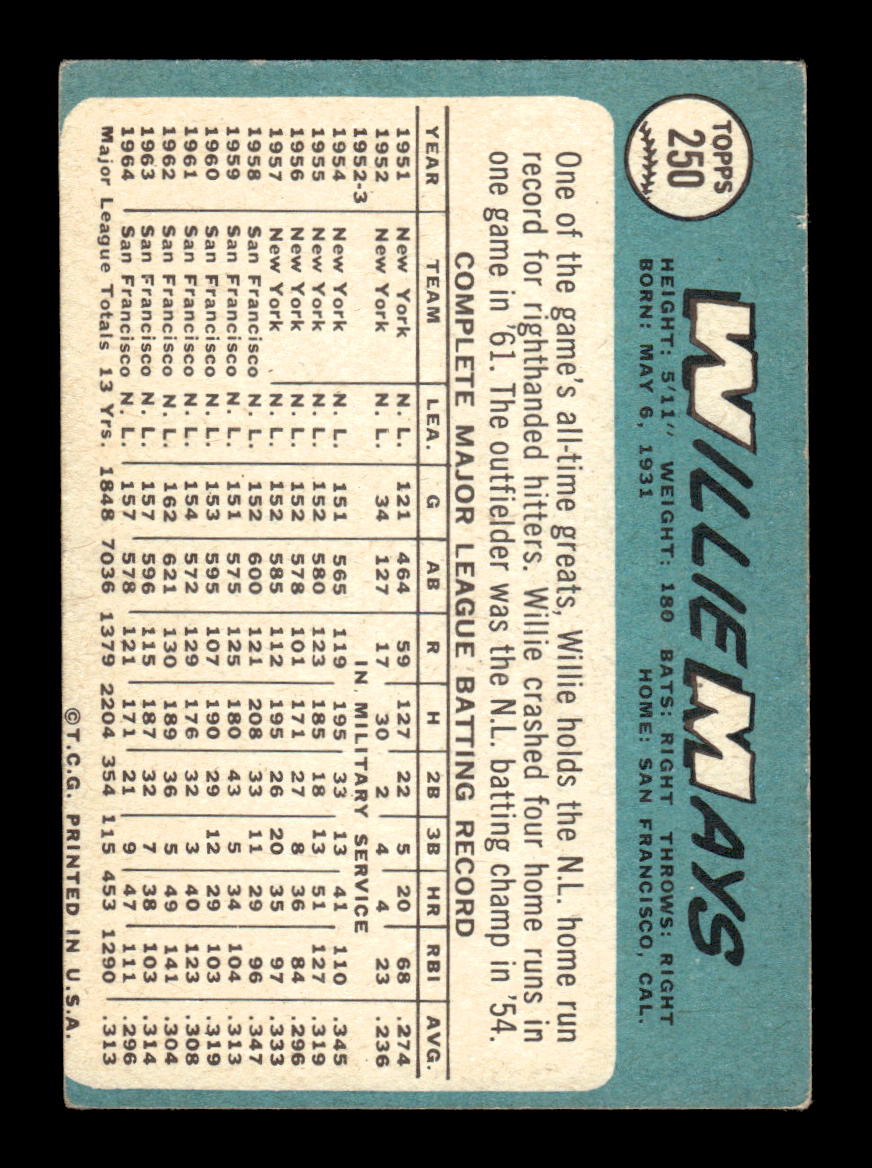 TOPPS
250
WILLIE MAYS
HEIGHT: 5/11" WEIGHT: 180 BATS: RIGHT THROWS: RIGHT
BORN: MAY 6, 1931 HOME: SAN FRANCISCO, CAL.
One of the game's all-time greats, Willie holds the N.L. home run
record for righthanded hitters. Willie crashed four home runs in
one game in '61. The outfielder was the N.L. batting champ in '54.
COMPLETE MAJOR LEAGUE BATTING RECORD
YEAR TEAM LEA. G AB R H 2B 3B HR RBI AVG.
1951 New York N. L. 121 464 59 127 22 5 20 68 .274
1952 New York N. L. 34 127 17 30 2 4 4 23 .236
1952-3 IN MILITARY SERVICE
1954 New York N. L. 151 565 119 195 33 13 41 110 .345
1955 New York N. L. 152 580 123 185 18 13 51 127 .319
1956 New York N. L. 152 578 101 171 27 8 36 84 .296
1957 New York N. L. 152 585 112 195 26 20 35 97 .333
1958 San Francisco N. L. 152 600 121 208 33 11 29 96 .347
1959 San Francisco N. L. 151 575 125 180 43 5 34 104 .313
1960 San Francisco N. L. 153 595 107 190 29 12 29 103 .319
1961 San Francisco N. L. 154 572 129 176 32 3 40 123 .308
1962 San Francisco N. L. 162 621 130 189 36 5 49 141 .304
1963 San Francisco N. L. 157 596 115 187 32 7 38 103 .314
1964 San Francisco N. L. 157 578 121 171 21 9 47 111 .296
Major League Totals 13 Yrs. 1848 7036 1379 2204 354 115 453 1290 .313
©T.C.G. PRINTED IN U.S.A.